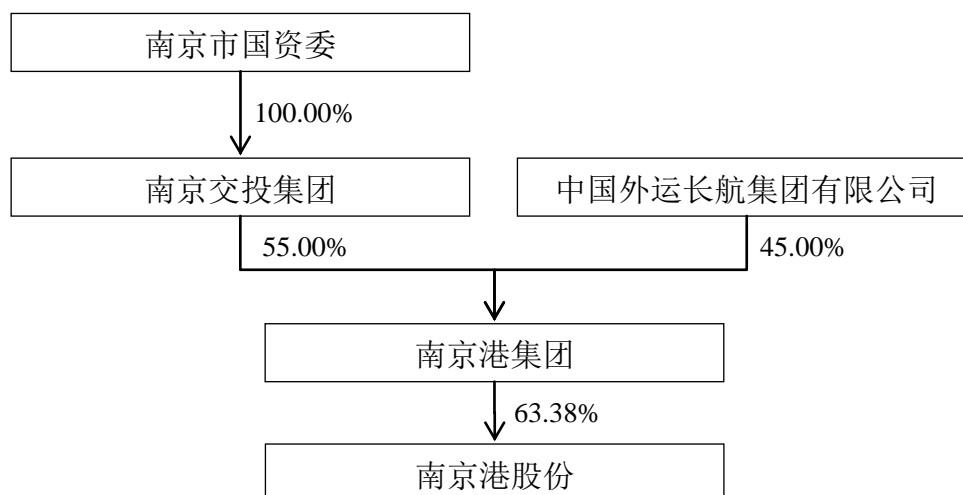 南京市国资委
100.00%
南京交投集团
中国外运长航集团有限公司
55.00%
45.00%
南京港集团
63.38%
南京港股份